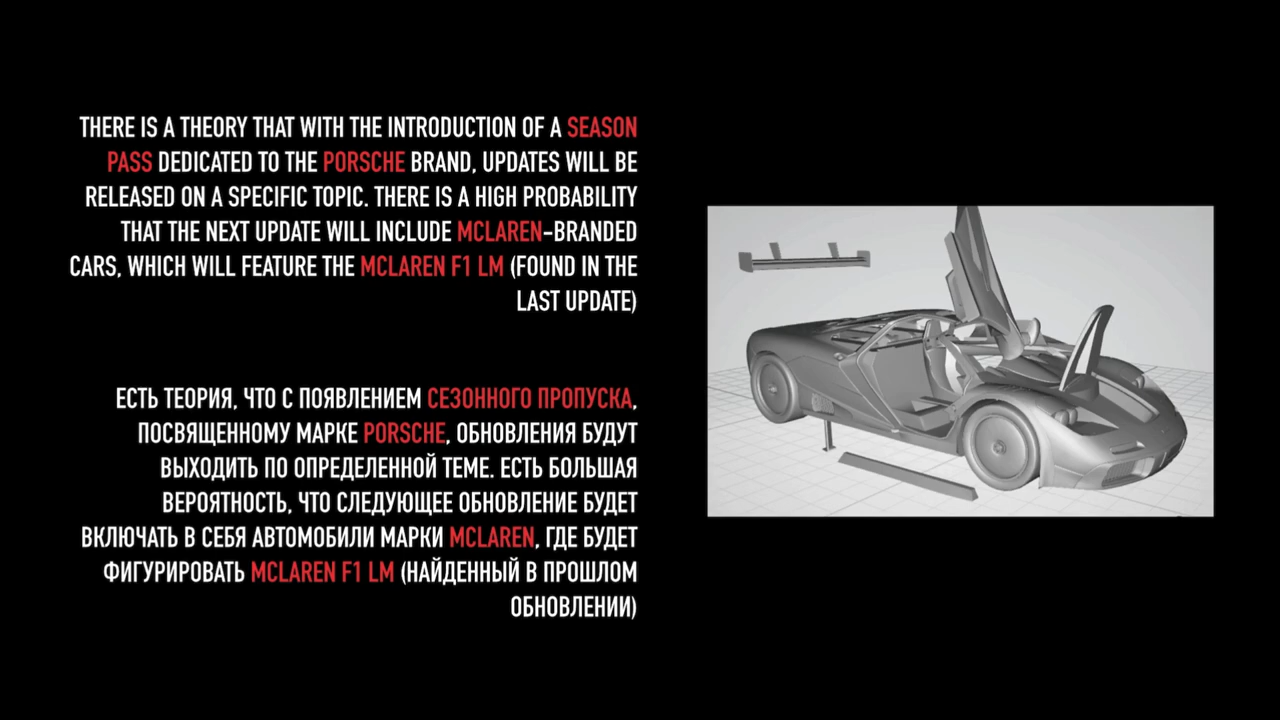 THERE IS A THEORY THAT WITH THE INTRODUCTION OF A SEASON
PASS DEDICATED TO THE PORSCHE BRAND, UPDATES WILL BE
RELEASED ON A SPECIFIC TOPIC. THERE IS A HIGH PROBABILITY
THAT THE NEXT UPDATE WILL INCLUDE MCLAREN-BRANDED
CARS, WHICH WILL FEATURE THE MCLAREN F1 LM (FOUND IN THE
LAST UPDATE)
ЕСТЬ ТЕОРИЯ, ЧТО С ПОЯВЛЕНИЕМ СЕЗОННОГО ПРОПУСКА,
ПОСВЯЩЕННОМУ МАРКЕ PORSCHE, ОБНОВЛЕНИЯ БУДУТ
ВЫХОДИТЬ ПО ОПРЕДЕЛЕННОЙ ТЕМЕ. ЕСТЬ БОЛЬШАЯ
ВЕРОЯТНОСТЬ, ЧТО СЛЕДУЮЩЕЕ ОБНОВЛЕНИЕ БУДЕТ
ВКЛЮЧАТЬ В СЕБЯ АВТОМОБИЛИ МАРКИ MCLAREN, ГДЕ БУДЕТ
ФИГУРИРОВАТЬ MCLAREN F1 LM (НАЙДЕННЫЙ В ПРОШЛОМ
ОБНОВЛЕНИИ)